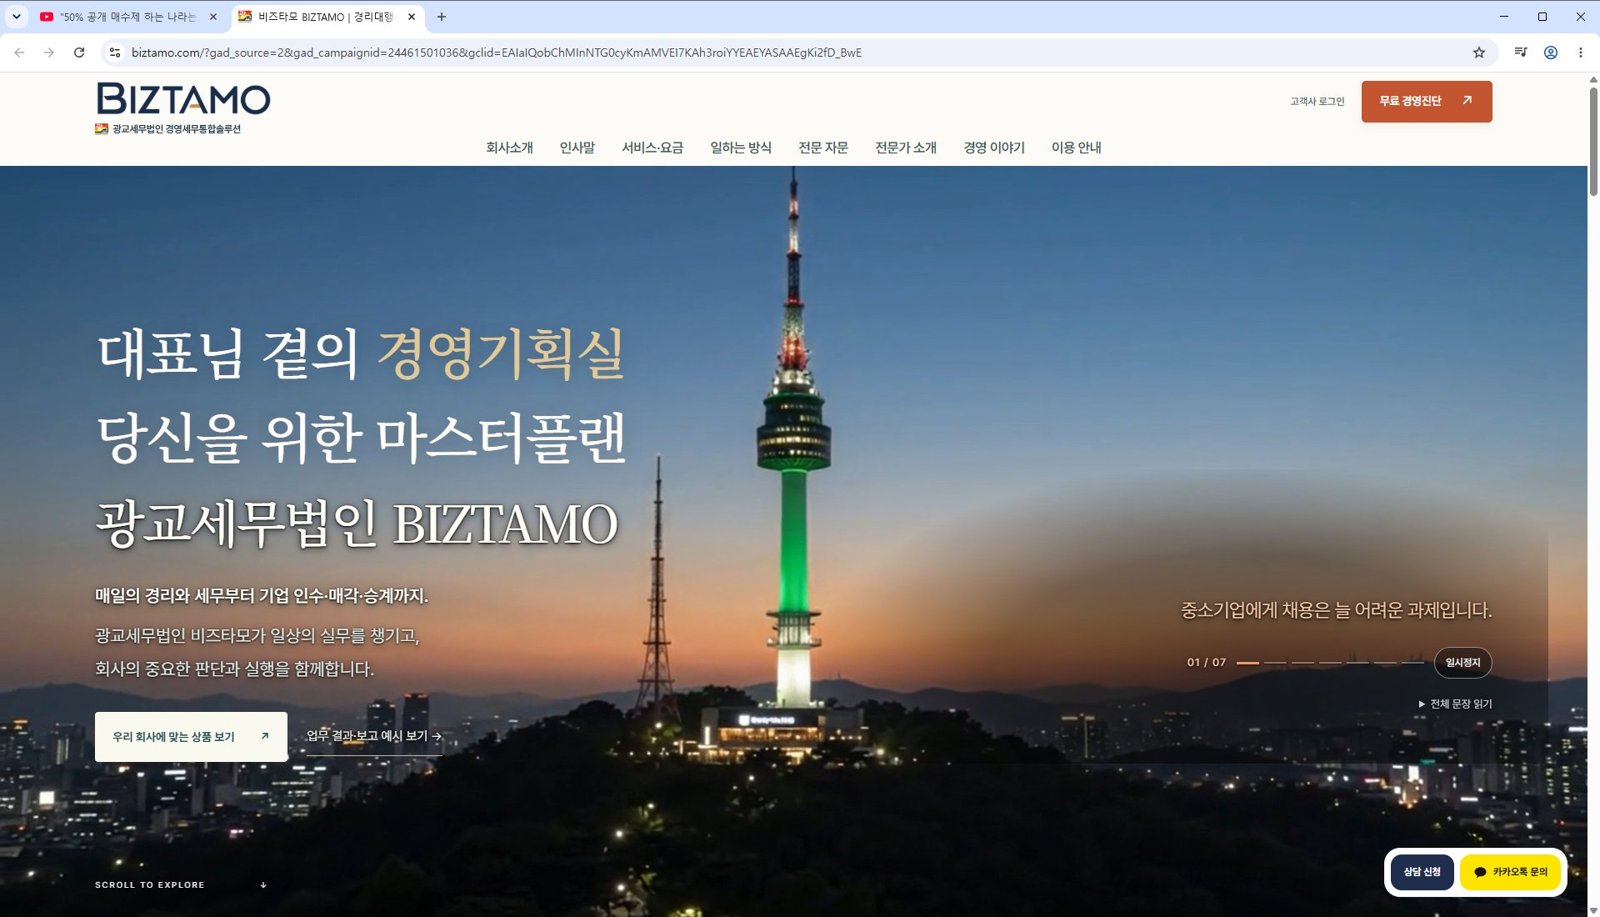 "50% 공개 매수제 하는 나라는
비즈타모 BIZTAMO | 경리대행
biztamo.com/?gad_source=2&gad_campaignid=24461501036&gclid=EAIaIQobChMInNTG0cyKmAMVEI7KAh3roiYYEAEYASAAEgKi2fD_BwE
BIZTAMO
광교세무법인 경영세무통합솔루션
고객사 로그인
무료 경영진단 ↗
회사소개 인사말 서비스·요금 일하는 방식 전문 자문 전문가 소개 경영 이야기 이용 안내
대표님 곁의 경영기획실
당신을 위한 마스터플랜
광교세무법인 BIZTAMO
매일의 경리와 세무부터 기업 인수·매각·승계까지.
광교세무법인 비즈타모가 일상의 실무를 챙기고,
회사의 중요한 판단과 실행을 함께합니다.
우리 회사에 맞는 상품 보기 ↗
업무 결과·보고 예시 보기 →
중소기업에게 채용은 늘 어려운 과제입니다.
01 / 07
일시정지
▶ 전체 문장 읽기
SCROLL TO EXPLORE ↓
상담 신청
카카오톡 문의